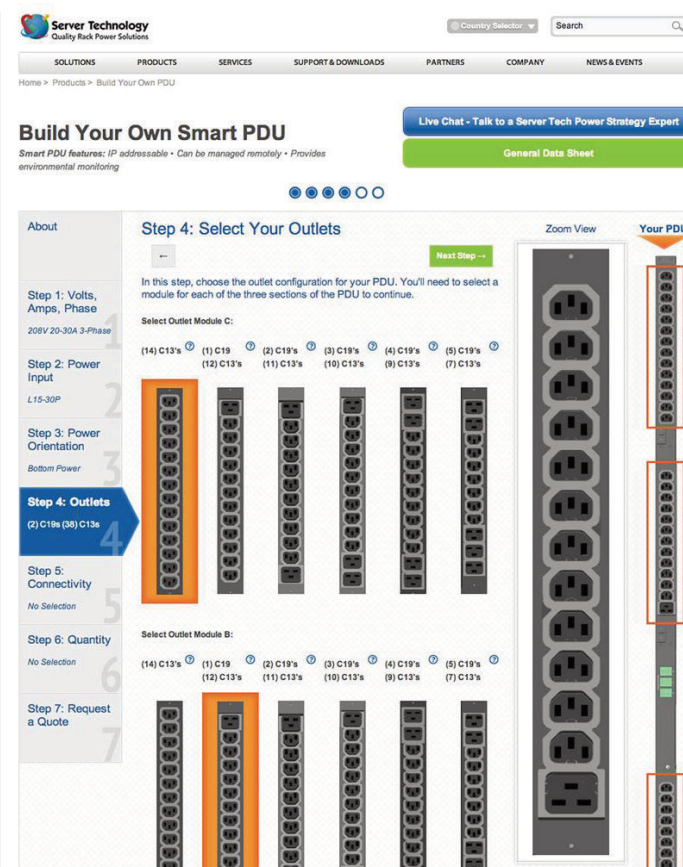 Server Technology
Quality Rack Power Solutions
Country Selector
Search
SOLUTIONS PRODUCTS SERVICES SUPPORT & DOWNLOADS PARTNERS COMPANY NEWS & EVENTS
Home > Products > Build Your Own PDU
Build Your Own Smart PDU
Smart PDU features: IP addressable • Can be managed remotely • Provides
environmental monitoring
Live Chat - Talk to a Server Tech Power Strategy Expert
General Data Sheet
About
Step 1: Volts,
Amps, Phase
208V 20-30A 3-Phase
1
Step 2: Power
Input
L15-30P
2
Step 3: Power
Orientation
Bottom Power
3
Step 4: Outlets
(2) C19s (38) C13s
4
Step 5:
Connectivity
No Selection
5
Step 6: Quantity
No Selection
6
Step 7: Request
a Quote
7
Step 4: Select Your Outlets
←
Next Step →
In this step, choose the outlet configuration for your PDU. You'll need to select a
module for each of the three sections of the PDU to continue.
Select Outlet Module C:
(14) C13's ? (1) C19 ? (2) C19's ? (3) C19's ? (4) C19's ? (5) C19's ?
(12) C13's (11) C13's (10) C13's (9) C13's (7) C13's
Select Outlet Module B:
(14) C13's ? (1) C19 ? (2) C19's ? (3) C19's ? (4) C19's ? (5) C19's ?
(12) C13's (11) C13's (10) C13's (9) C13's (7) C13's
Zoom View
Your PDU